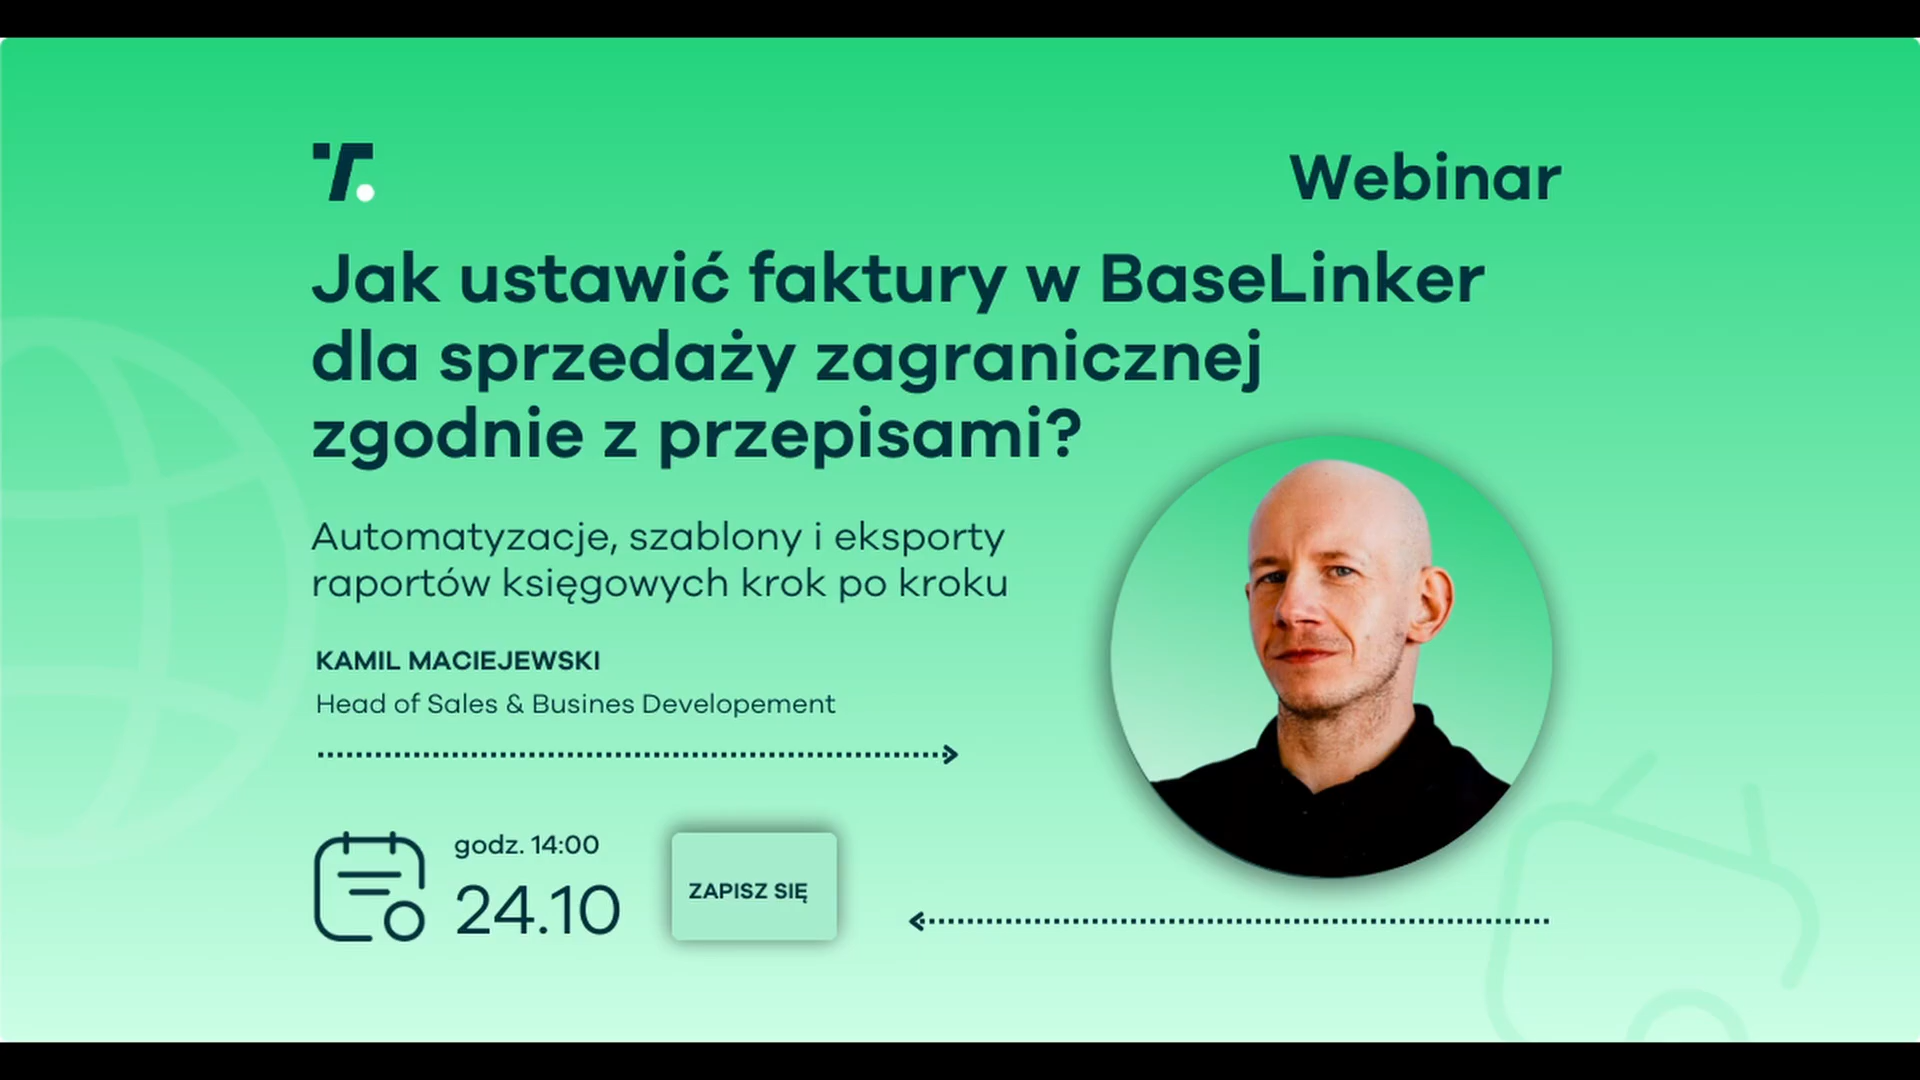 T.
Webinar
Jak ustawić faktury w BaseLinker
dla sprzedaży zagranicznej
zgodnie z przepisami?
Automatyzacje, szablony i eksporty
raportów księgowych krok po kroku
KAMIL MACIEJEWSKI
Head of Sales & Busines Developement
godz. 14:00
24.10
ZAPISZ SIĘ